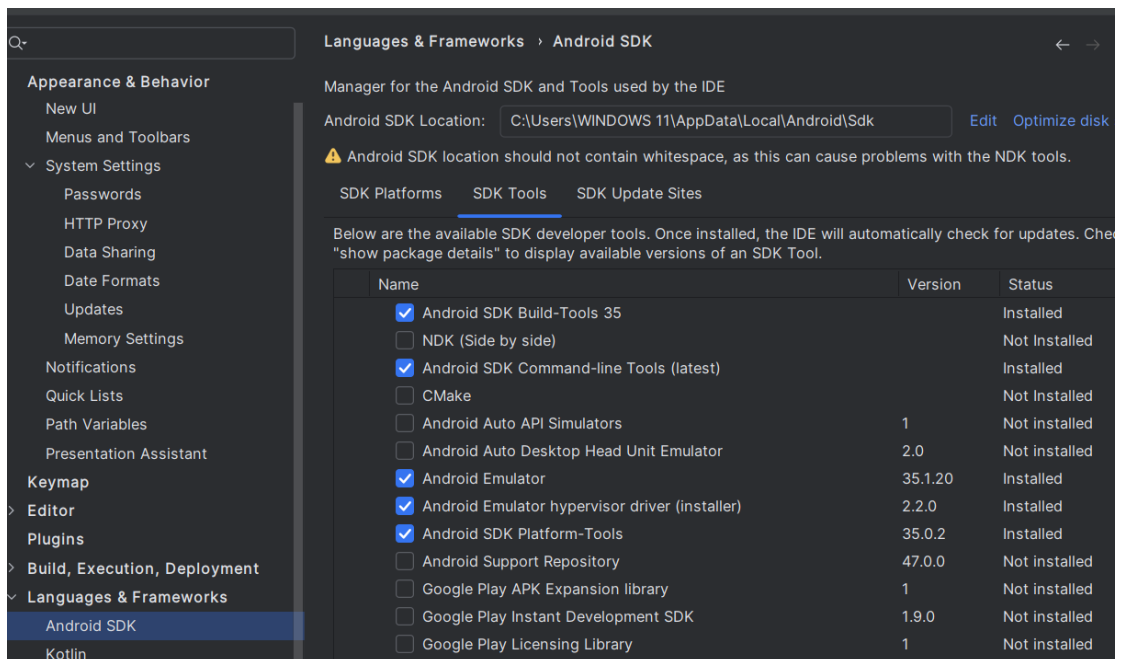 Appearance & Behavior
New UI
Menus and Toolbars
System Settings
Passwords
HTTP Proxy
Data Sharing
Date Formats
Updates
Memory Settings
Notifications
Quick Lists
Path Variables
Presentation Assistant
Keymap
Editor
Plugins
Build, Execution, Deployment
Languages & Frameworks
Android SDK
Kotlin
Languages & Frameworks › Android SDK
Manager for the Android SDK and Tools used by the IDE
Android SDK Location: C:\Users\WINDOWS 11\AppData\Local\Android\Sdk Edit Optimize disk
Android SDK location should not contain whitespace, as this can cause problems with the NDK tools.
SDK Platforms SDK Tools SDK Update Sites
Below are the available SDK developer tools. Once installed, the IDE will automatically check for updates. Chec
"show package details" to display available versions of an SDK Tool.
Name Version Status
Android SDK Build-Tools 35 Installed
NDK (Side by side) Not Installed
Android SDK Command-line Tools (latest) Installed
CMake Not Installed
Android Auto API Simulators 1 Not installed
Android Auto Desktop Head Unit Emulator 2.0 Not installed
Android Emulator 35.1.20 Installed
Android Emulator hypervisor driver (installer) 2.2.0 Installed
Android SDK Platform-Tools 35.0.2 Installed
Android Support Repository 47.0.0 Not installed
Google Play APK Expansion library 1 Not installed
Google Play Instant Development SDK 1.9.0 Not installed
Google Play Licensing Library 1 Not installed